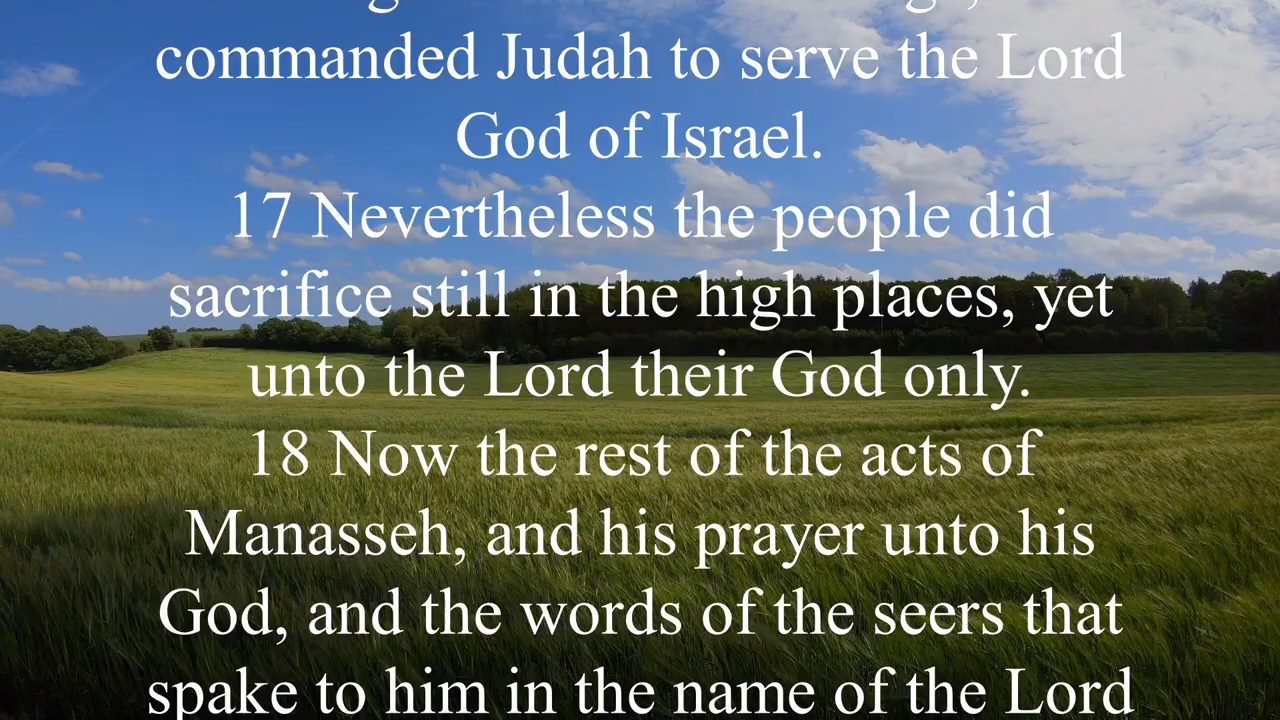 commanded Judah to serve the Lord
God of Israel.
17 Nevertheless the people did
sacrifice still in the high places, yet
unto the Lord their God only.
18 Now the rest of the acts of
Manasseh, and his prayer unto his
God, and the words of the seers that
spake to him in the name of the Lord